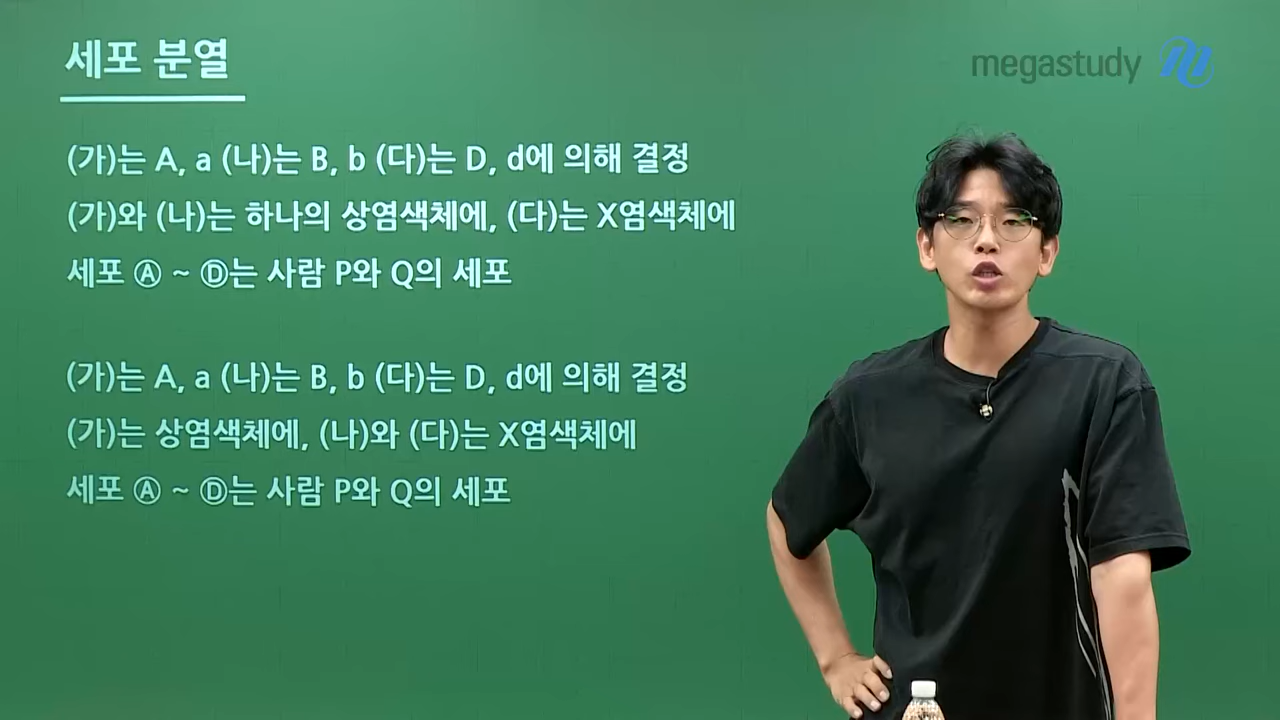 세포 분열
megastudy
(가)는 A, a (나)는 B, b (다)는 D, d에 의해 결정
(가)와 (나)는 하나의 상염색체에, (다)는 X염색체에
세포 Ⓐ ~ Ⓓ는 사람 P와 Q의 세포
(가)는 A, a (나)는 B, b (다)는 D, d에 의해 결정
(가)는 상염색체에, (나)와 (다)는 X염색체에
세포 Ⓐ ~ Ⓓ는 사람 P와 Q의 세포